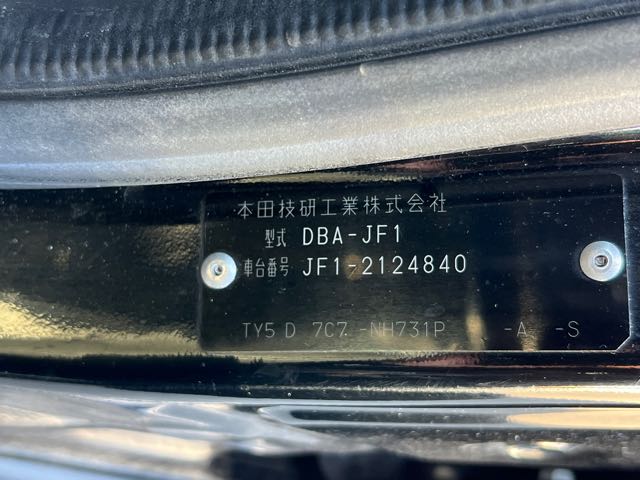 本田技研工業株式会社
型式 DBA-JF1
車台番号 JF1-2124840
TY5 D 7C7 -NH731P -A -S